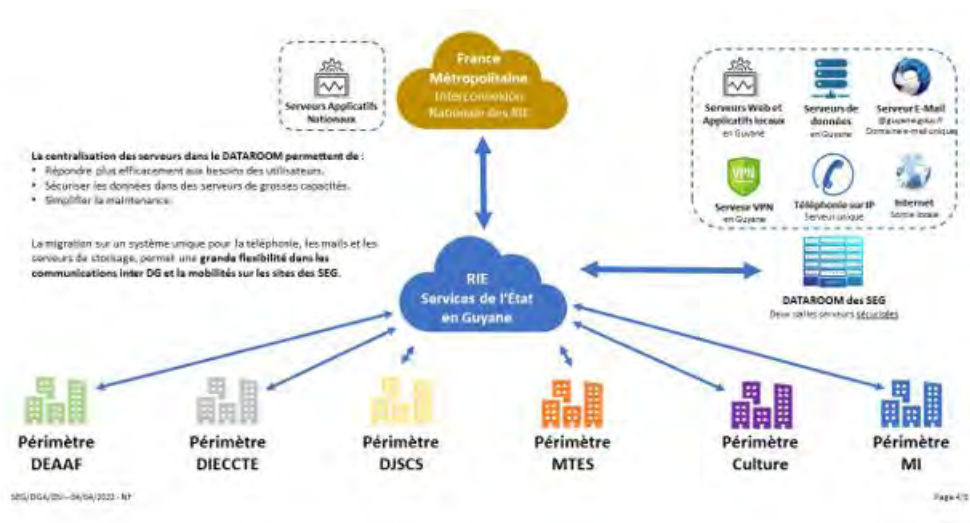 France
Métropolitaine
Interconnexion
Nationale des RIE
Serveurs Applicatifs
Nationaux
Serveurs Web et
Applicatifs locaux
en Guyane
Serveurs de
données
en Guyane
Serveur E-Mail
@guyane.gouv.fr
Domaine e-mail unique
Serveur VPN
en Guyane
Téléphonie sur IP
Serveur unique
Internet
Sortie locale
VPN
La centralisation des serveurs dans le DATAROOM permettent de :
• Répondre plus efficacement aux besoins des utilisateurs.
• Sécuriser les données dans des serveurs de grosses capacités.
• Simplifier la maintenance.
La migration sur un système unique pour la téléphonie, les mails et les
serveurs de stockage, permet une grande flexibilité dans les
communications inter DG et la mobilités sur les sites des SEG.
RIE
Services de l'État
en Guyane
DATAROOM des SEG
Deux salles serveurs sécurisées
Périmètre
DEAAF
Périmètre
DIECCTE
Périmètre
DJSCS
Périmètre
MTES
Périmètre
Culture
Périmètre
MI